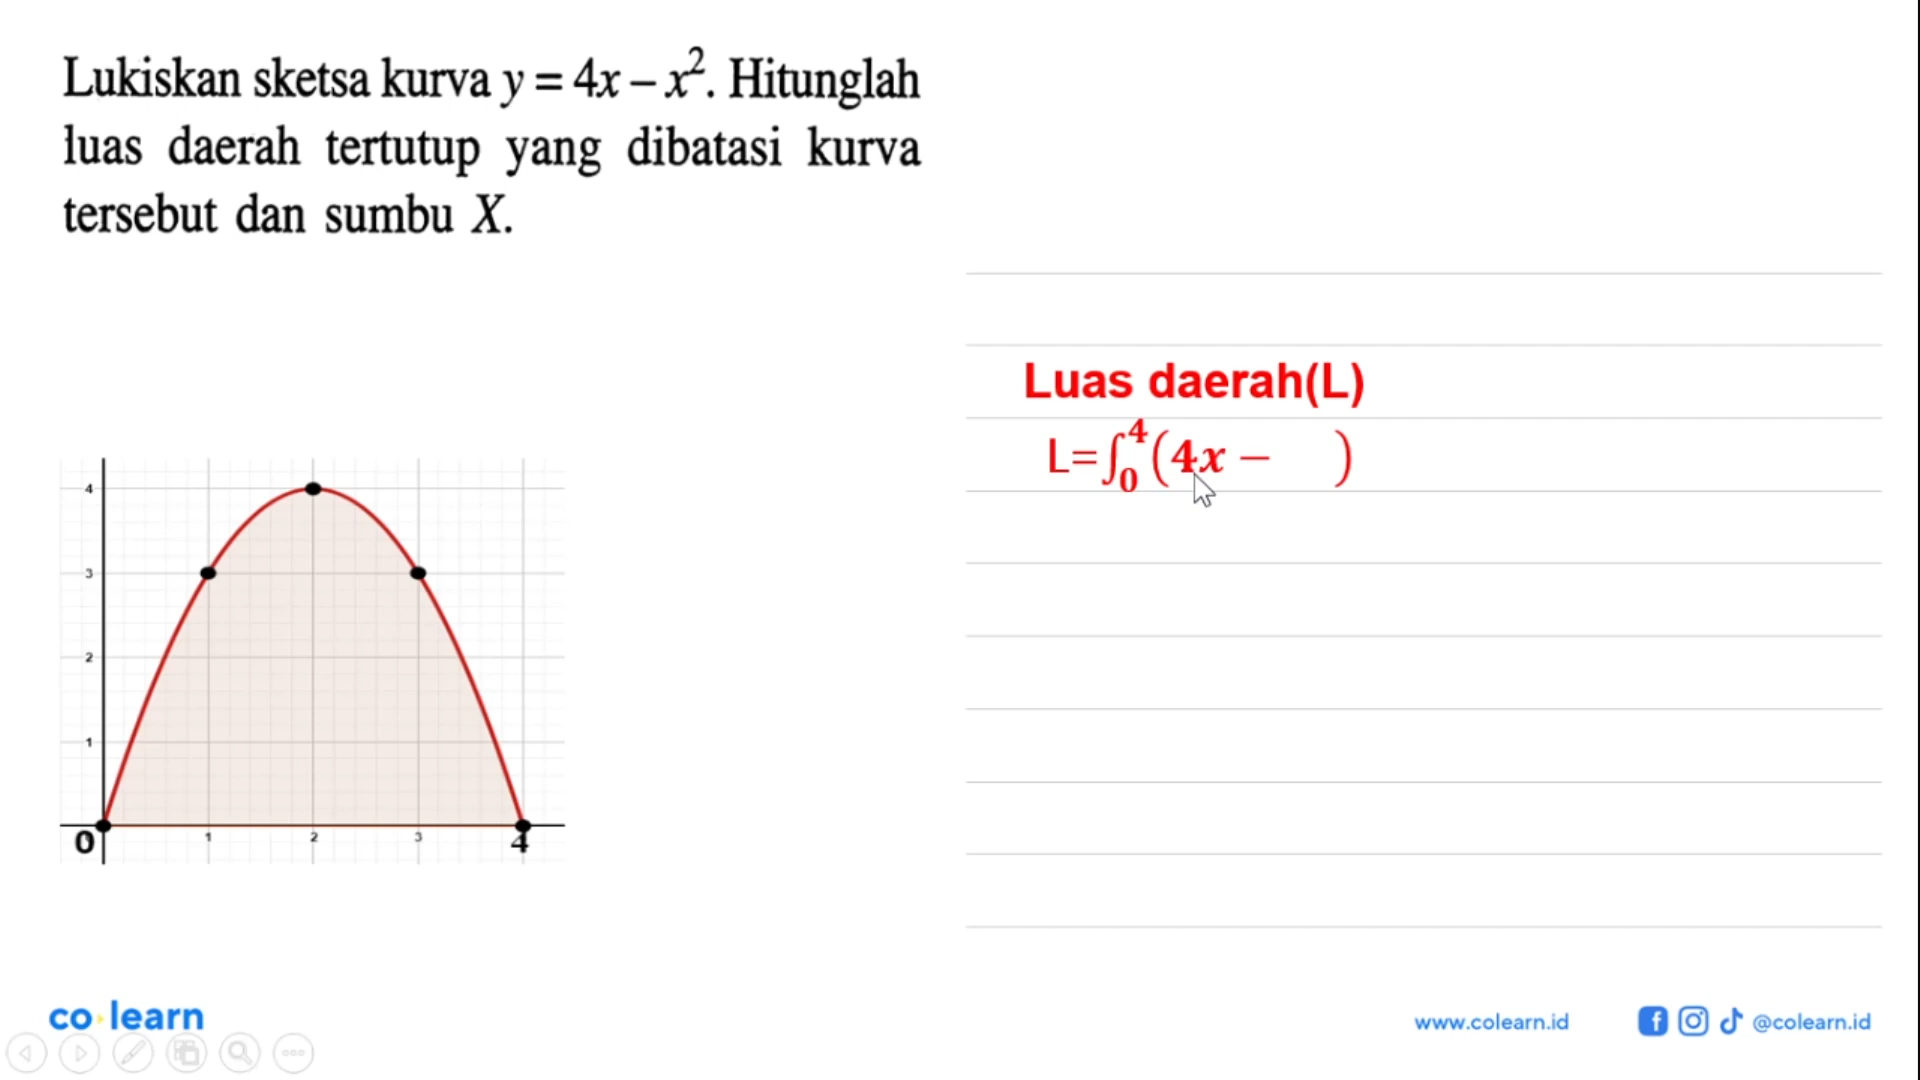 Lukiskan sketsa kurva y = 4x – x². Hitunglah
luas daerah tertutup yang dibatasi kurva
tersebut dan sumbu X.
Luas daerah(L)
L=∫₀⁴(4x −   )
4
3
2
1
0 1 2 3 4
co learn
www.colearn.id
@colearn.id